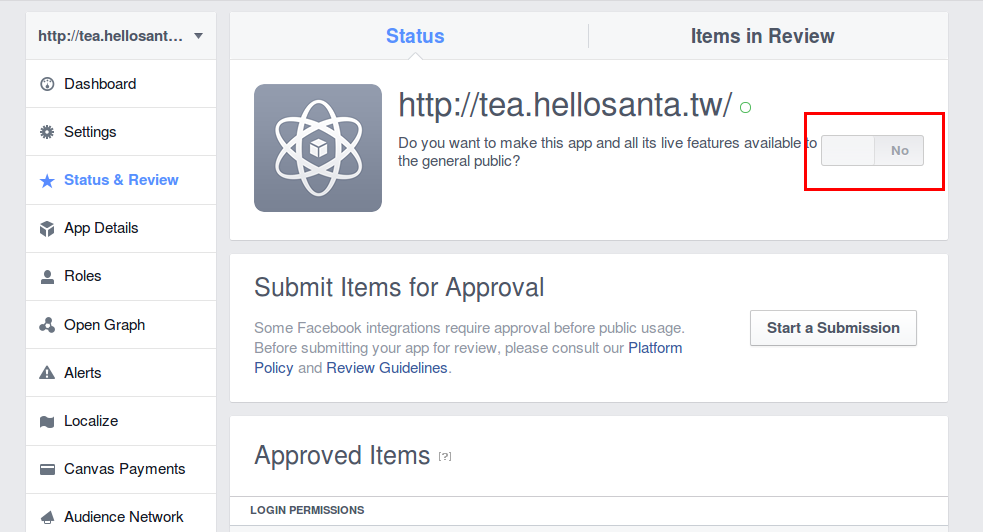 http://tea.hellosant...
Dashboard
Settings
Status & Review
App Details
Roles
Open Graph
Alerts
Localize
Canvas Payments
Audience Network
Status
Items in Review
http://tea.hellosanta.tw/
Do you want to make this app and all its live features available to
the general public?
No
Submit Items for Approval
Some Facebook integrations require approval before public usage.
Before submitting your app for review, please consult our Platform
Policy and Review Guidelines.
Start a Submission
Approved Items [?]
LOGIN PERMISSIONS